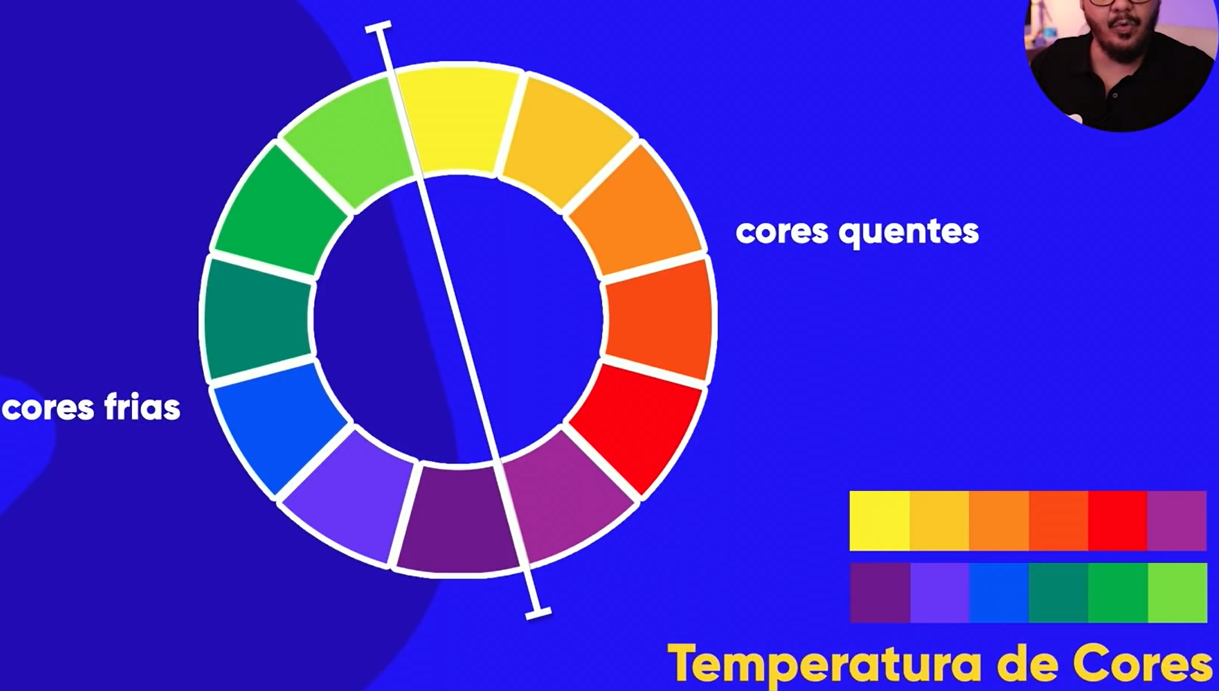 cores quentes
cores frias
Temperatura de Cores